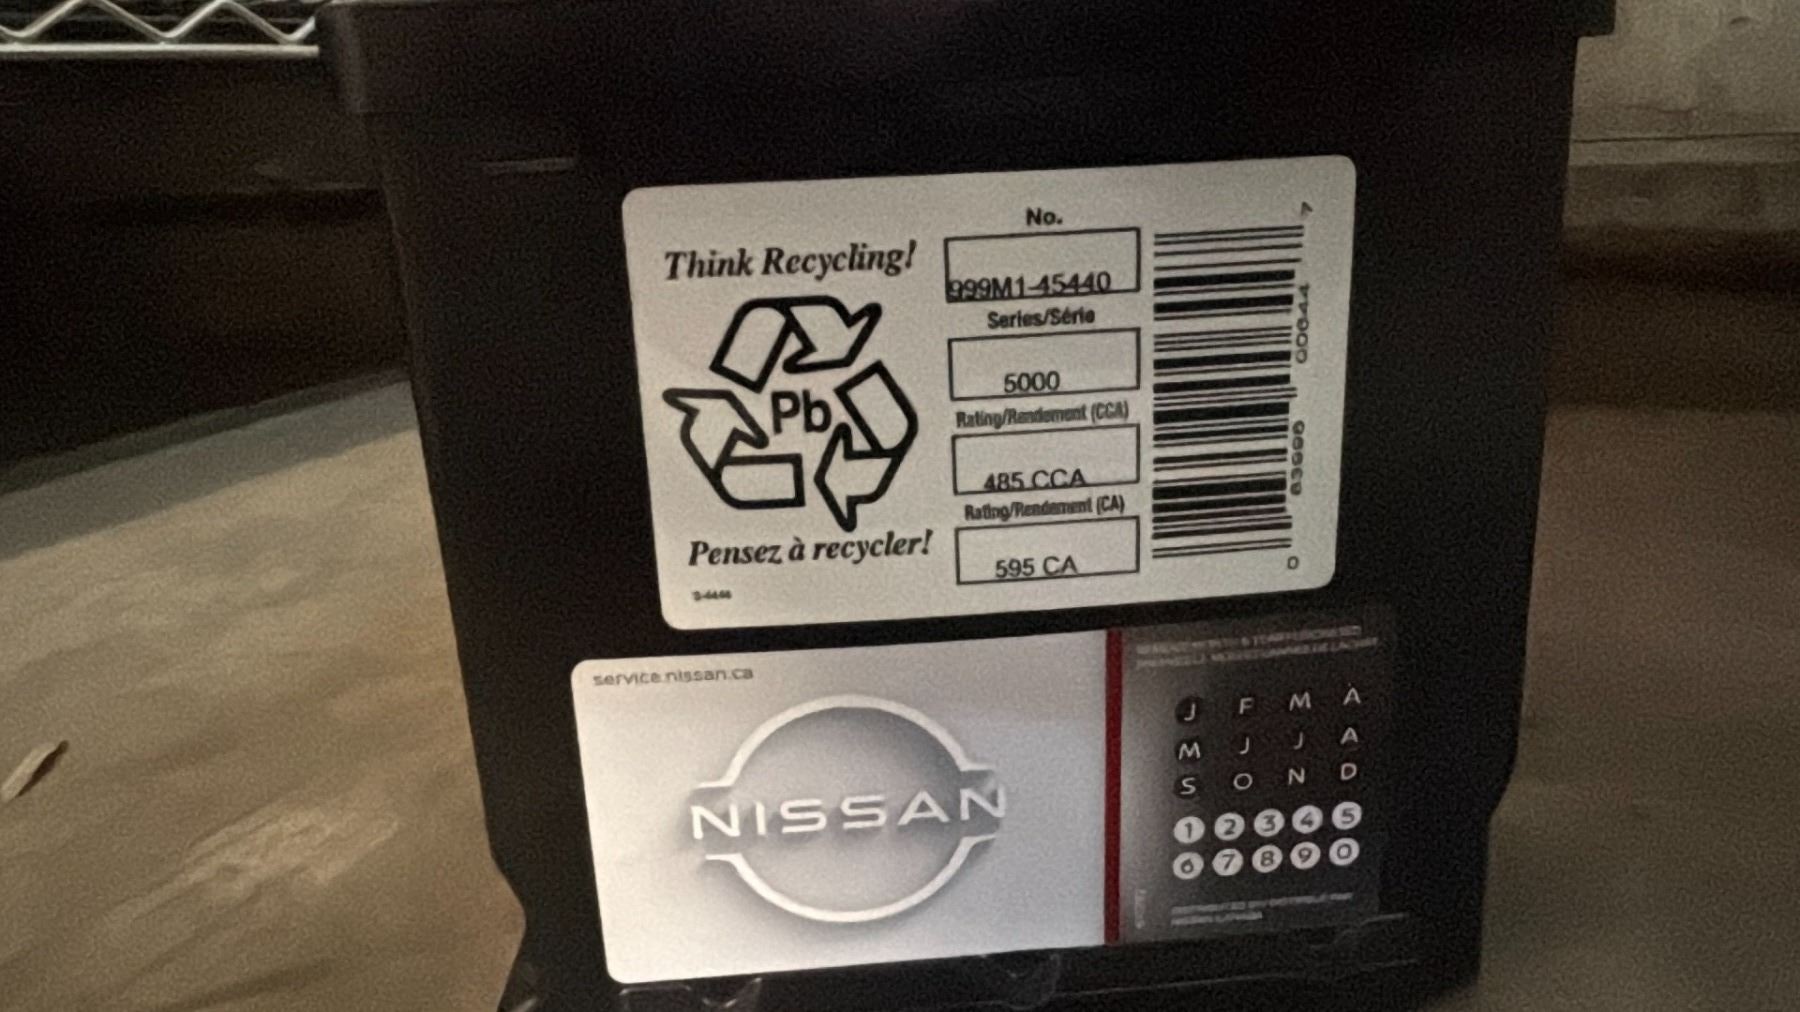 No.
Think Recycling!
999M1-45440
Series/Série
5000
Pb
Rating/Rendement (CCA)
485 CCA
Rating/Rendement (CA)
595 CA
Pensez à recycler!
0
service.nissan.ca
NISSAN
J F M A
M J J A
S O N D
1 2 3 4 5
6 7 8 9 0